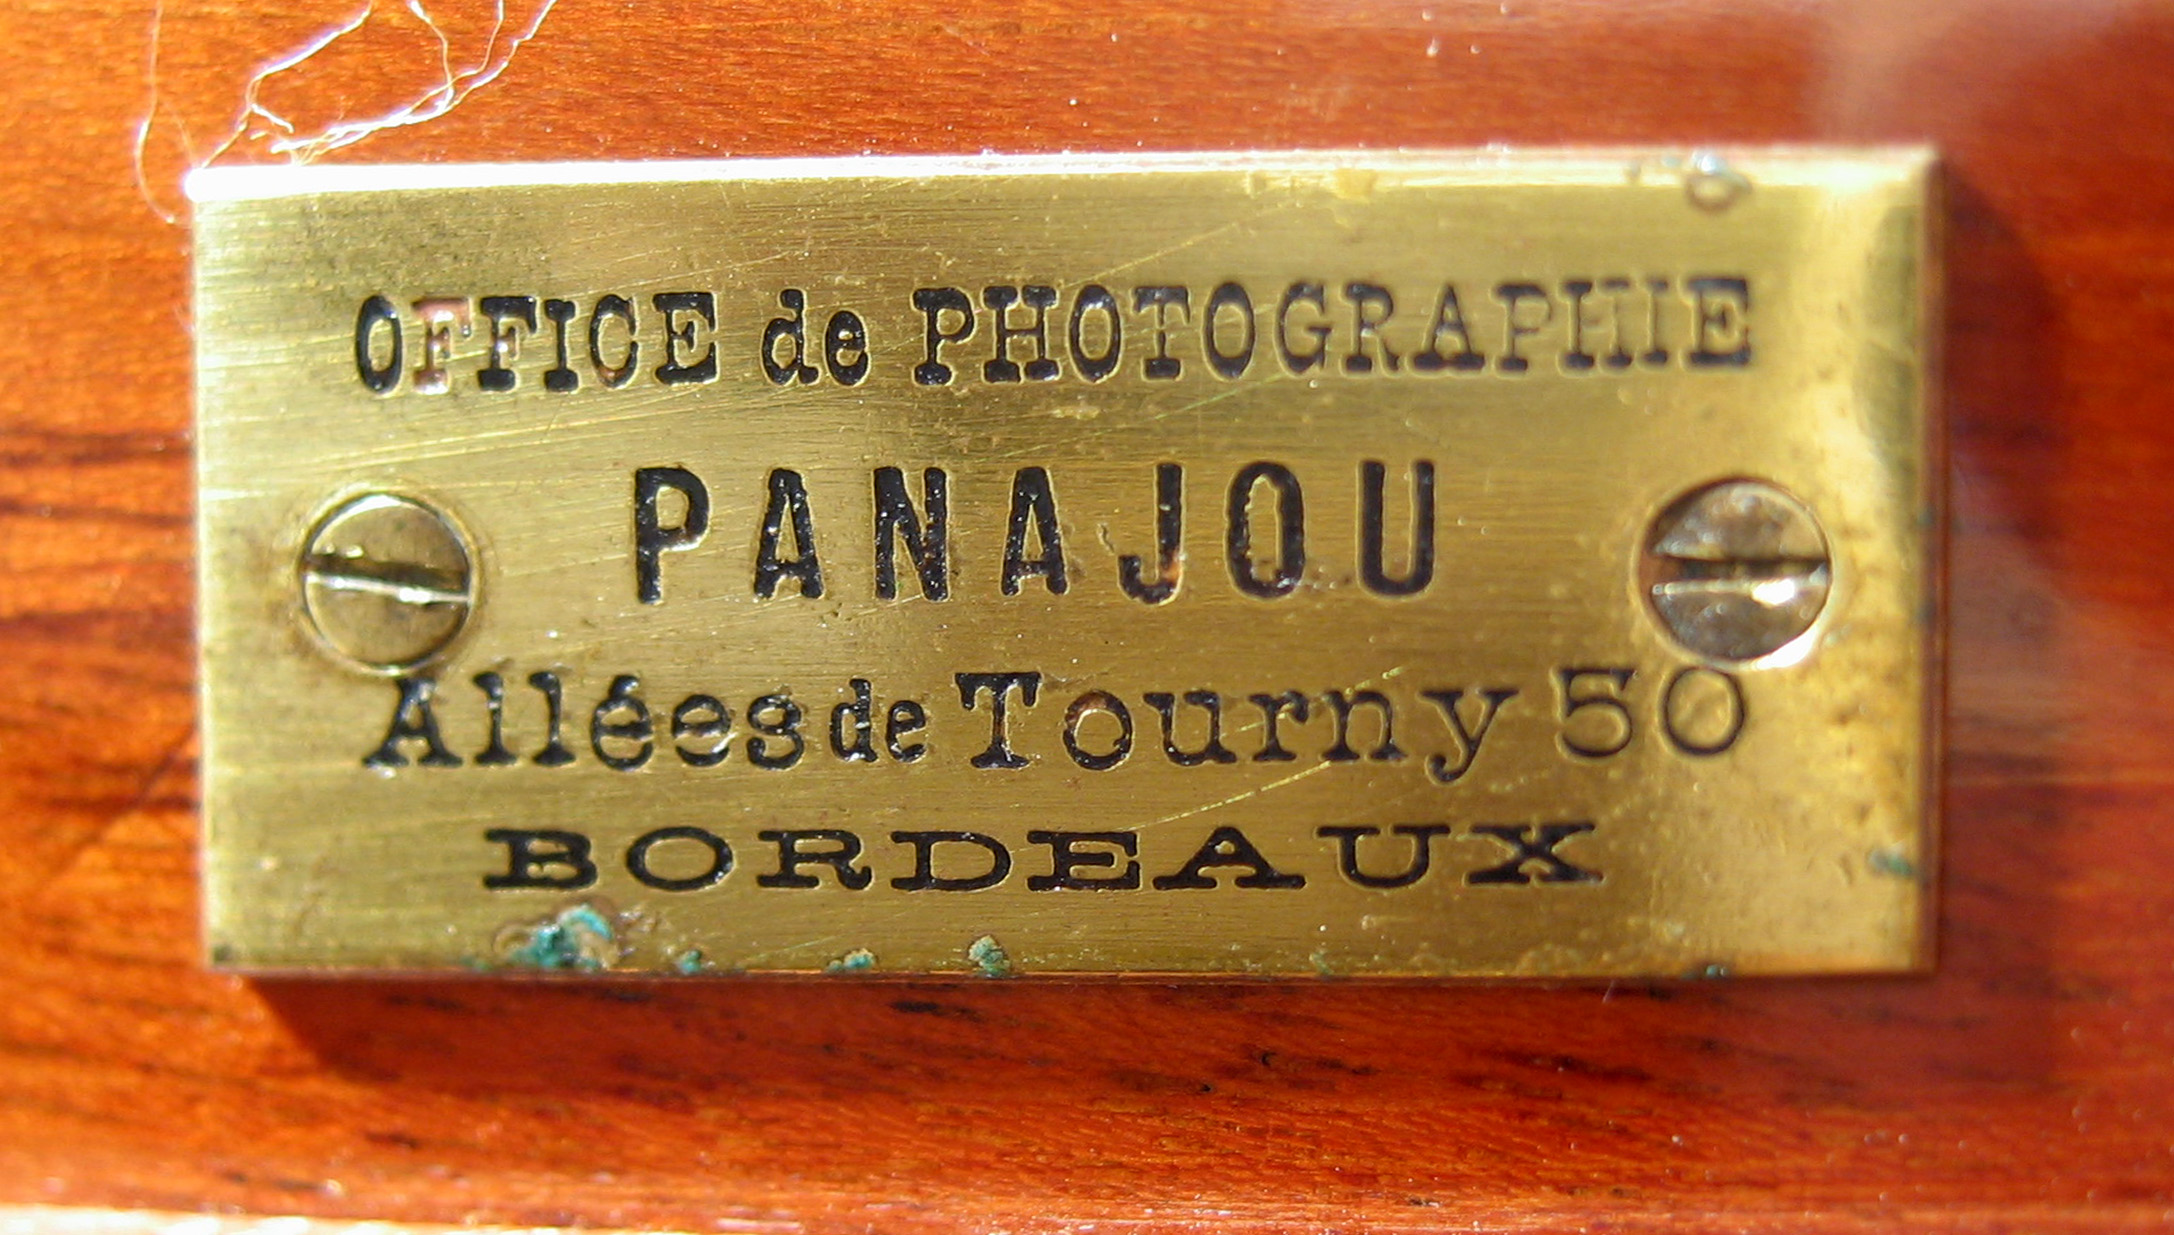 OFFICE de PHOTOGRAPHIE
PANAJOU
Allées de Tourny 50
BORDEAUX